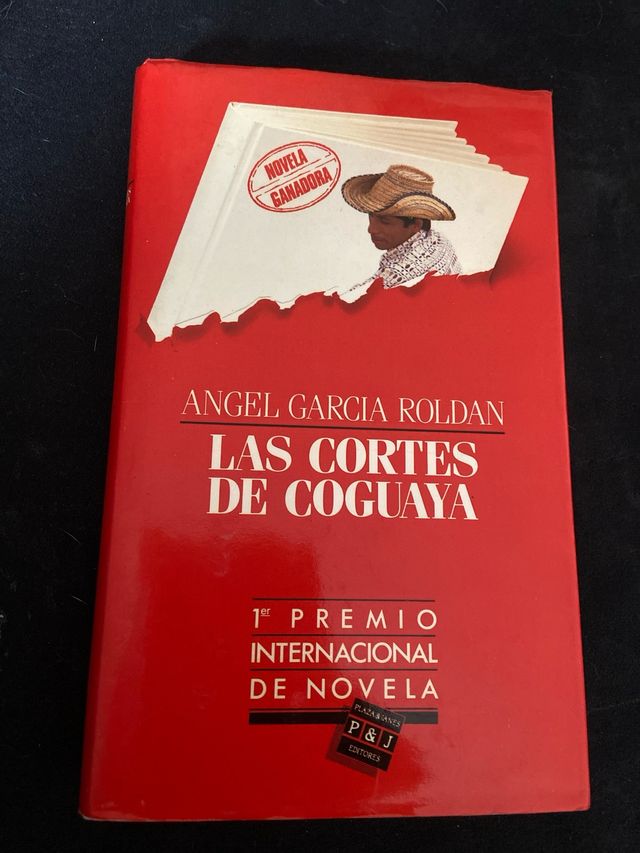 NOVELA
GANADORA
ANGEL GARCIA ROLDAN
LAS CORTES
DE COGUAYA
1er PREMIO
INTERNACIONAL
DE NOVELA
PLAZA & JANES
P & J
EDITORES